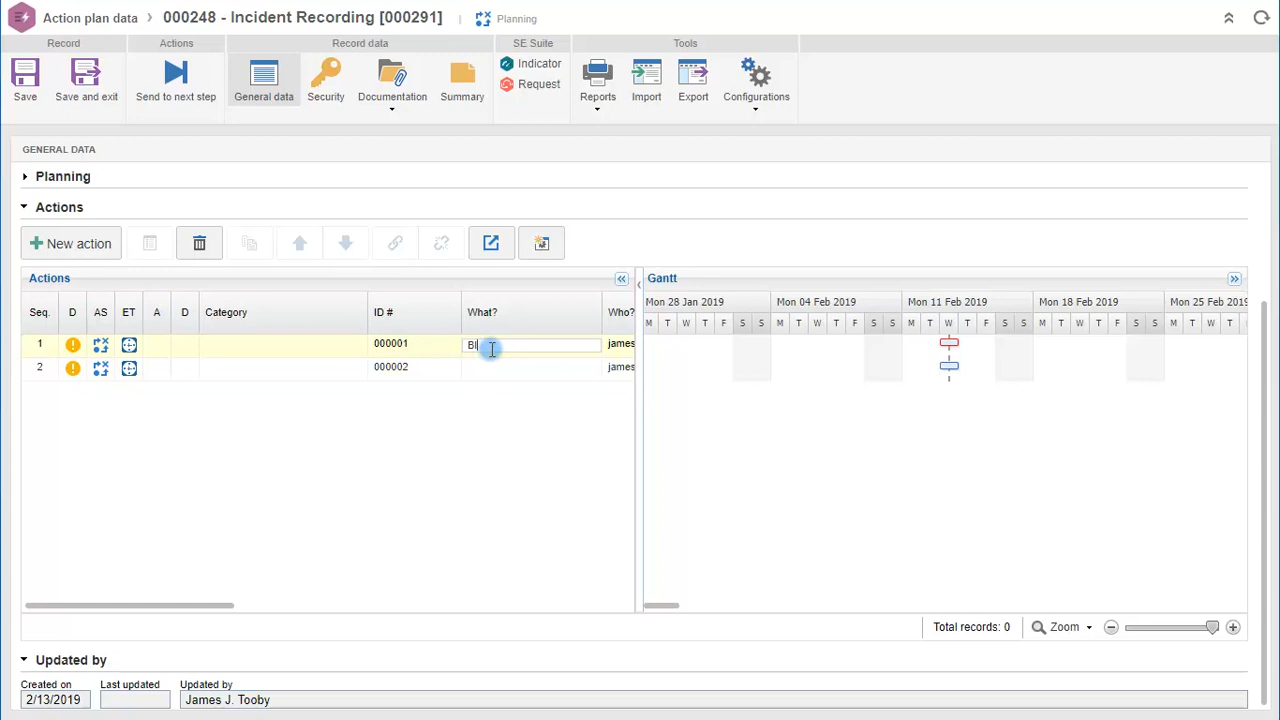 Action plan data › 000248 - Incident Recording [000291] Planning
Record Actions Record data SE Suite Tools
Save Save and exit Send to next step General data Security Documentation Summary Indicator Request Reports Import Export Configurations
GENERAL DATA
Planning
Actions
New action
Actions Gantt
Seq. D AS ET A D Category ID # What? Who? Mon 28 Jan 2019 Mon 04 Feb 2019 Mon 11 Feb 2019 Mon 18 Feb 2019 Mon 25 Feb 2019
M T W T F S S M T W T F S S M T W T F S S M T W T F S S M T W T
1 000001 Bl james
2 000002 james
Total records: 0 Zoom
Updated by
Created on Last updated Updated by
2/13/2019 James J. Tooby